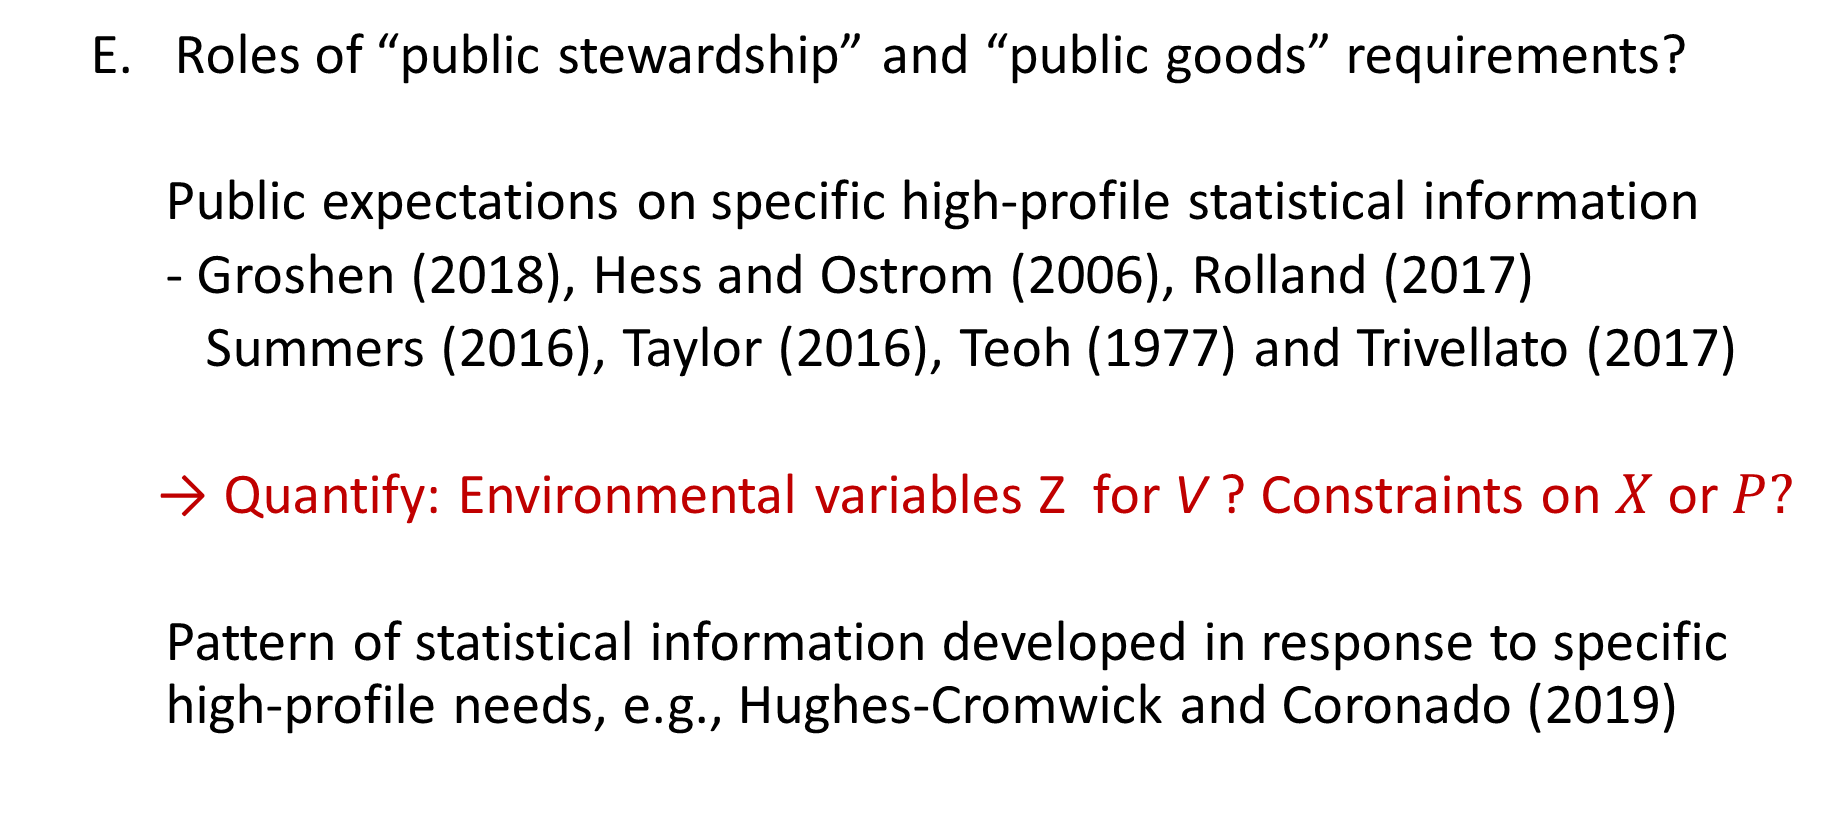 E. Roles of “public stewardship” and “public goods” requirements?
Public expectations on specific high-profile statistical information
- Groshen (2018), Hess and Ostrom (2006), Rolland (2017)
Summers (2016), Taylor (2016), Teoh (1977) and Trivellato (2017)
→ Quantify: Environmental variables Z for V ? Constraints on X or P?
Pattern of statistical information developed in response to specific
high-profile needs, e.g., Hughes-Cromwick and Coronado (2019)